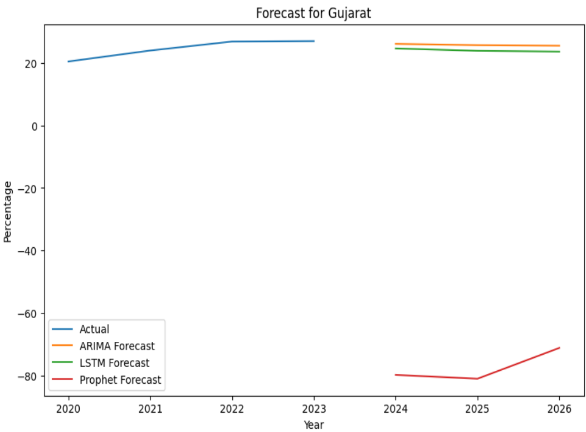 Forecast for Gujarat
Percentage
20
0
−20
−40
−60
−80
Actual
ARIMA Forecast
LSTM Forecast
Prophet Forecast
2020 2021 2022 2023 2024 2025 2026
Year